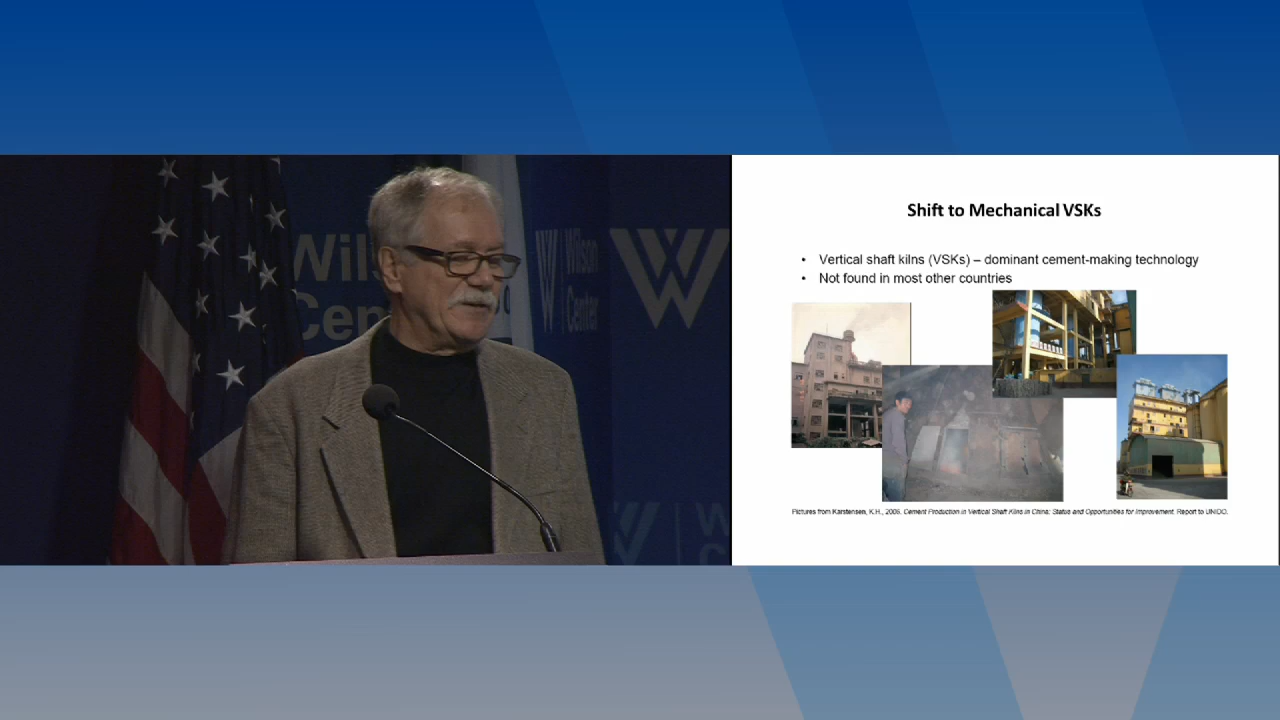 Wils
Cen
Wilson
Center
Shift to Mechanical VSKs
• Vertical shaft kilns (VSKs) – dominant cement-making technology
• Not found in most other countries
Pictures from Karstensen, K.H., 2006. Cement Production in Vertical Shaft Kilns in China: Status and Opportunities for Improvement. Report to UNIDO.